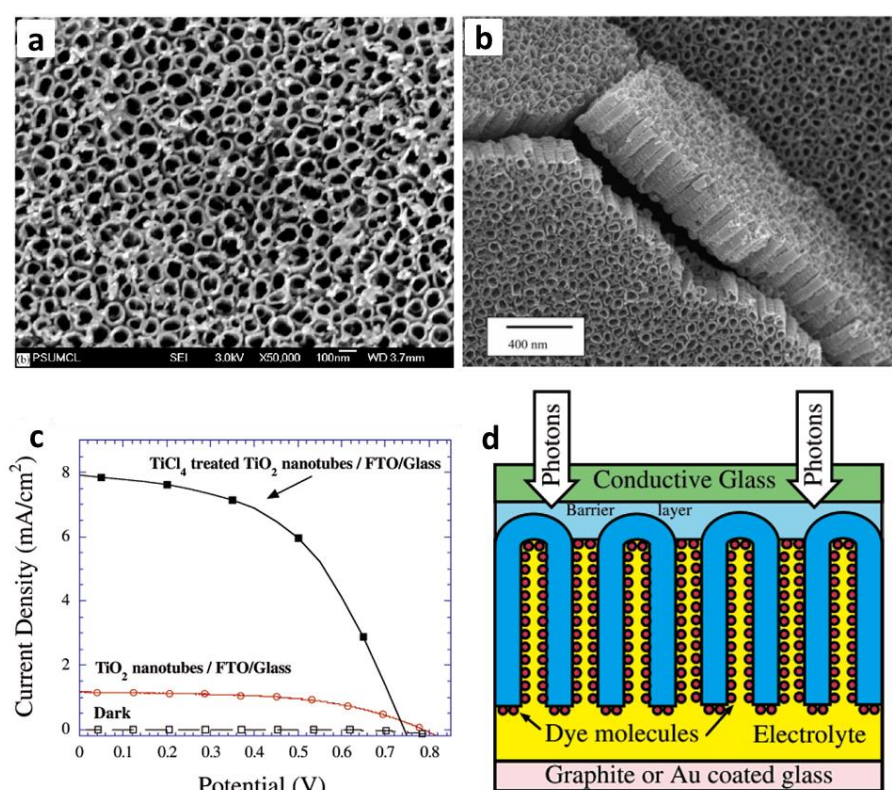 a
b
(b) PSUMCL SEI 3.0kV X50,000 100nm WD 3.7mm
400 nm
c
TiCl4 treated TiO2 nanotubes / FTO/Glass
TiO2 nanotubes / FTO/Glass
Dark
Current Density (mA/cm2)
8
6
4
2
0
0 0.1 0.2 0.3 0.4 0.5 0.6 0.7 0.8
Potential (V)
d
Photons
Photons
Conductive Glass
Barrier layer
Dye molecules
Electrolyte
Graphite or Au coated glass